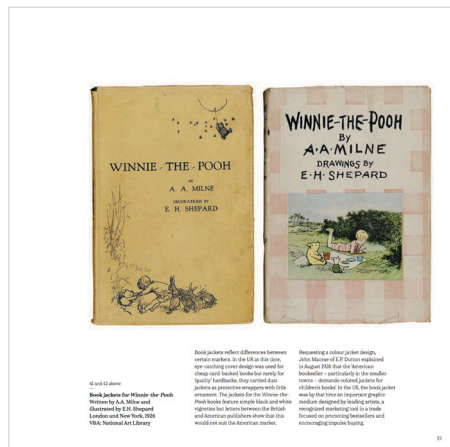 WINNIE-THE-POOH
BY
A. A. MILNE
DECORATIONS BY
E. H. SHEPARD
WINNIE-THE-POOH
BY
A·A·MILNE
DRAWINGS BY
E·H·SHEPARD
41 and 42 above
Book jackets for Winnie-the-Pooh
Written by A.A. Milne and
illustrated by E.H. Shepard
London and New York, 1926
V&A: National Art Library
Book jackets reflect differences between
certain markets. In the UK at this time,
eye-catching cover design was used for
cheap card-backed books but rarely for
'quality' hardbacks; they carried dust
jackets as protective wrappers with little
ornament. The jackets for the Winnie-the-
Pooh books feature simple black and white
vignettes but letters between the British
and American publishers show that this
would not suit the American market.
Requesting a colour jacket design,
John Macrae of E.P. Dutton explained
in August 1926 that the 'American
bookseller – particularly in the smaller
towns – demands colored jackets for
children's books'. In the US, the book jacket
was by that time an important graphic
medium designed by leading artists, a
recognized marketing tool in a trade
focused on promoting bestsellers and
encouraging impulse buying.